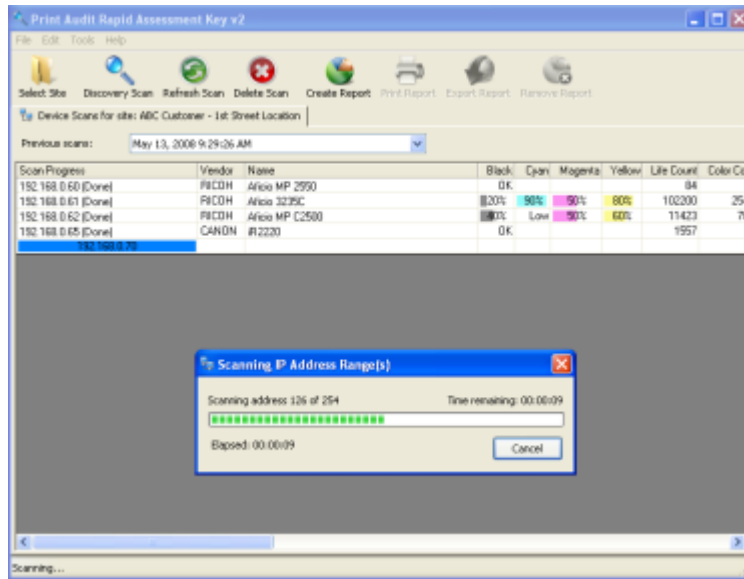 Print Audit Rapid Assessment Key v2
File Edit Tools Help
Select Site Discovery Scan Refresh Scan Delete Scan Create Report Print Report Export Report Remove Report
Device Scans for site: ABC Customer - 1st Street Location
Previous scans: May 13, 2008 9:29:26 AM
Scan Progress Vendor Name Black Cyan Magenta Yellow Life Count Color Co
192.168.0.60 (Done) RICOH Aficio MP 2550 OK 84
192.168.0.61 (Done) RICOH Aficio 3235C 20% 90% 50% 80% 102200 25
192.168.0.62 (Done) RICOH Aficio MP C2500 Low 50% 60% 11423 7
192.168.0.65 (Done) CANON iR2220 OK 1957
192.168.0.70
Scanning IP Address Range(s)
Scanning address 126 of 254 Time remaining: 00:00:09
Elapsed: 00:00:09
Cancel
Scanning...